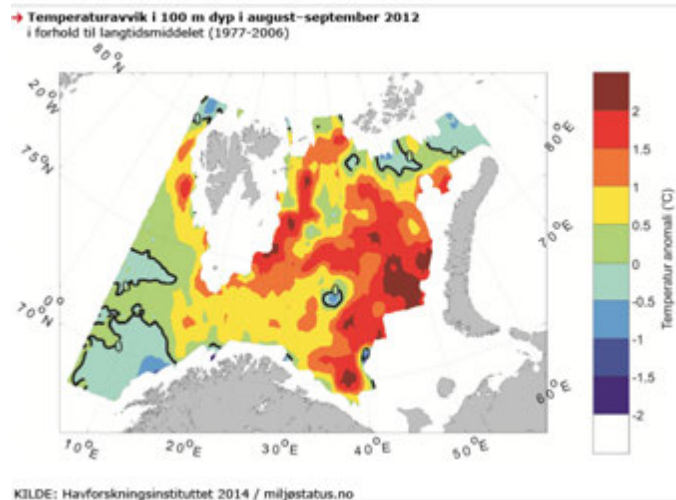 → Temperaturavvik i 100 m dyp i august–september 2012
i forhold til langtidsmiddelet (1977-2006)
80°N
20°W
75°N
0°
70°N
10°E
20°E
30°E
40°E
50°E
60°E
70°E
80°E
2
1.5
1
0.5
0
-0.5
-1
-1.5
-2
Temperatur anomali (°C)
KILDE: Havforskningsinstituttet 2014 / miljøstatus.no